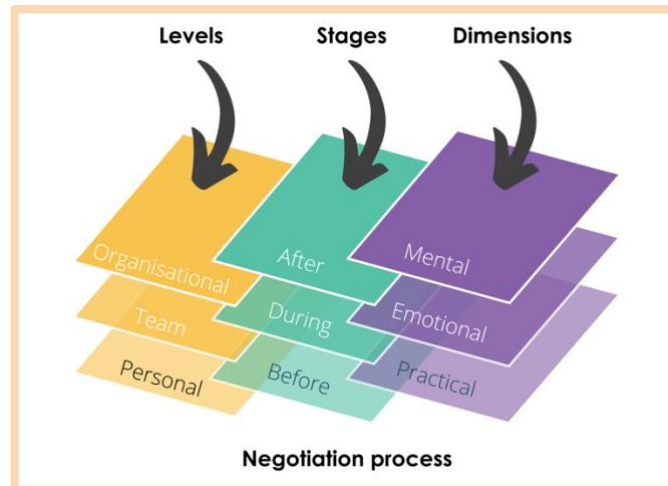 Levels Stages Dimensions
Organisational After Mental
Team During Emotional
Personal Before Practical
Negotiation process